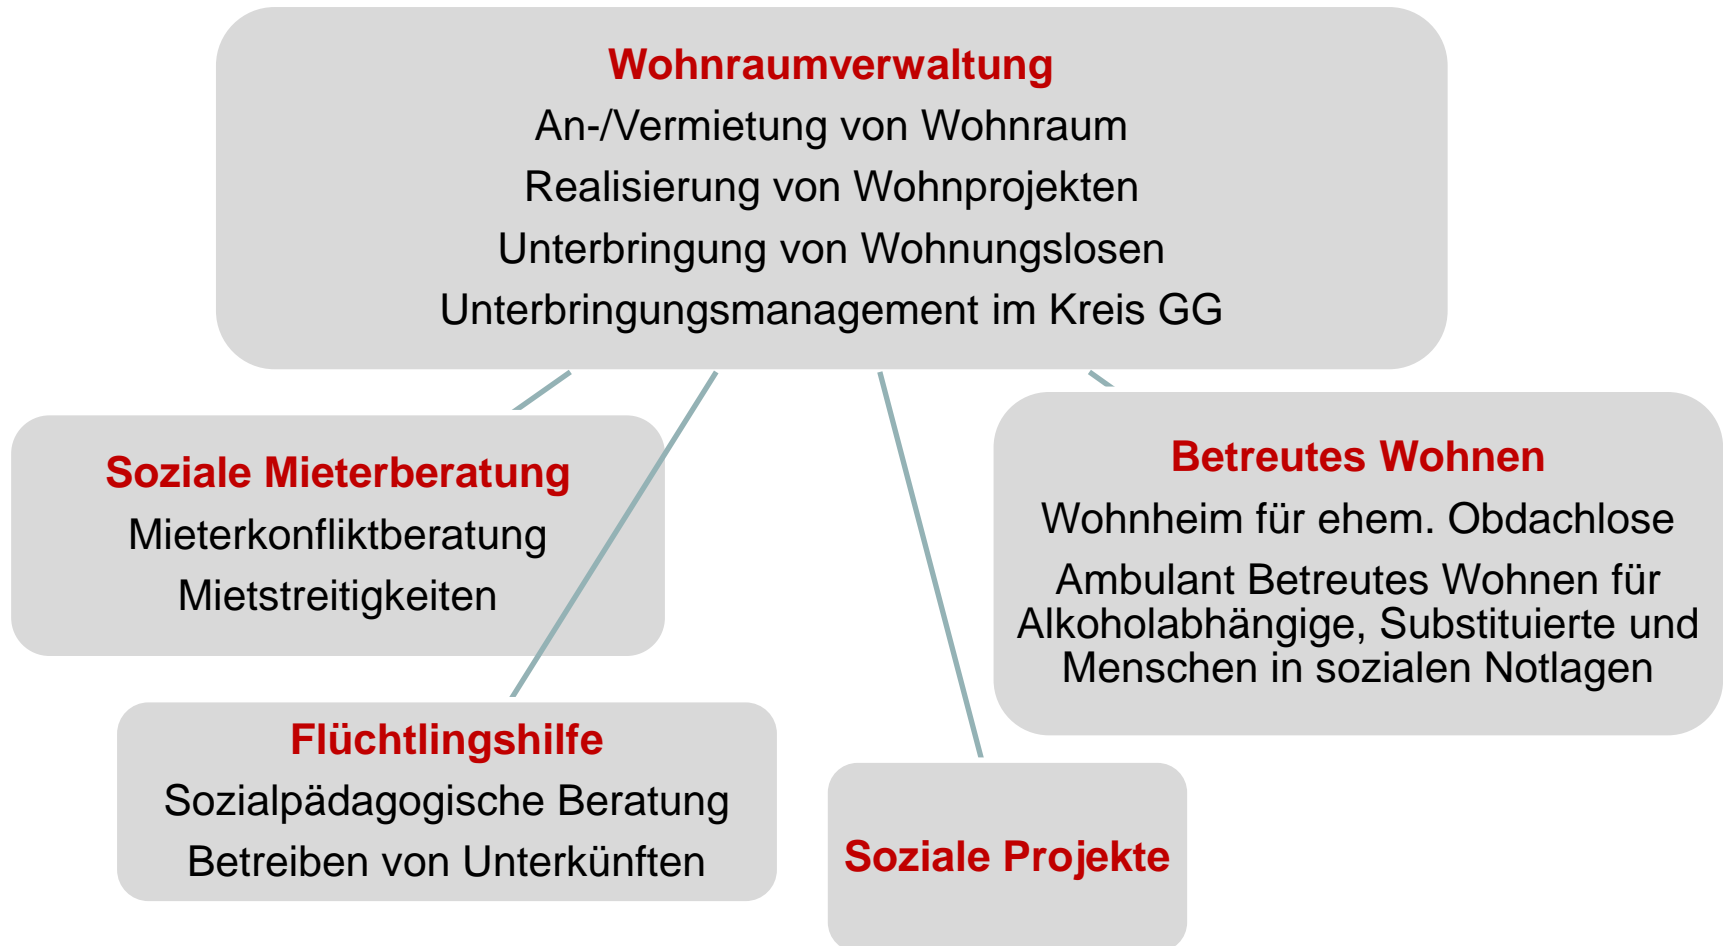 Wohnraumverwaltung
An-/Vermietung von Wohnraum
Realisierung von Wohnprojekten
Unterbringung von Wohnungslosen
Unterbringungsmanagement im Kreis GG
Soziale Mieterberatung
Mieterkonfliktberatung
Mietstreitigkeiten
Betreutes Wohnen
Wohnheim für ehem. Obdachlose
Ambulant Betreutes Wohnen für
Alkoholabhängige, Substituierte und
Menschen in sozialen Notlagen
Flüchtlingshilfe
Sozialpädagogische Beratung
Betreiben von Unterkünften
Soziale Projekte